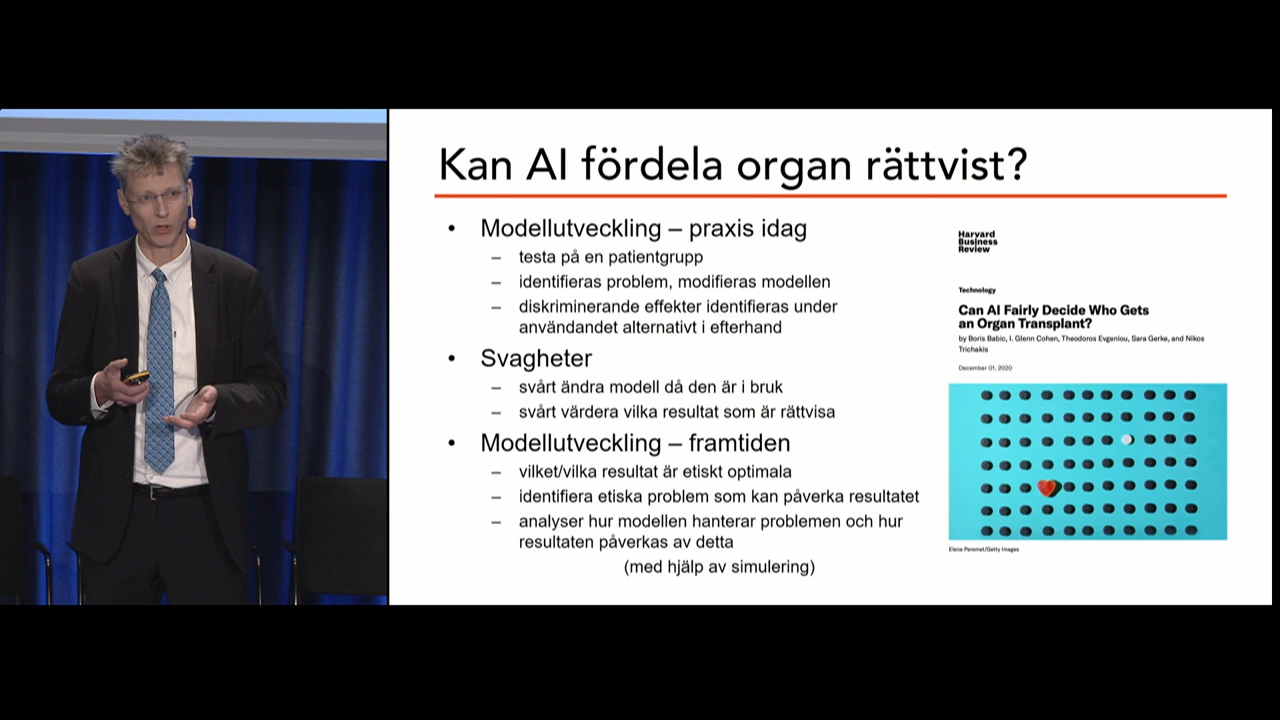 Kan AI fördela organ rättvist?
• Modellutveckling – praxis idag
– testa på en patientgrupp
– identifieras problem, modifieras modellen
– diskriminerande effekter identifieras under
användandet alternativt i efterhand
• Svagheter
– svårt ändra modell då den är i bruk
– svårt värdera vilka resultat som är rättvisa
• Modellutveckling – framtiden
– vilket/vilka resultat är etiskt optimala
– identifiera etiska problem som kan påverka resultatet
– analyser hur modellen hanterar problemen och hur
resultaten påverkas av detta
(med hjälp av simulering)
Harvard
Business
Review
Technology
Can AI Fairly Decide Who Gets
an Organ Transplant?
by Boris Babic, I. Glenn Cohen, Theodoros Evgeniou, Sara Gerke, and Nikos
Trichakis
December 01, 2020
Elena Peremet/Getty Images